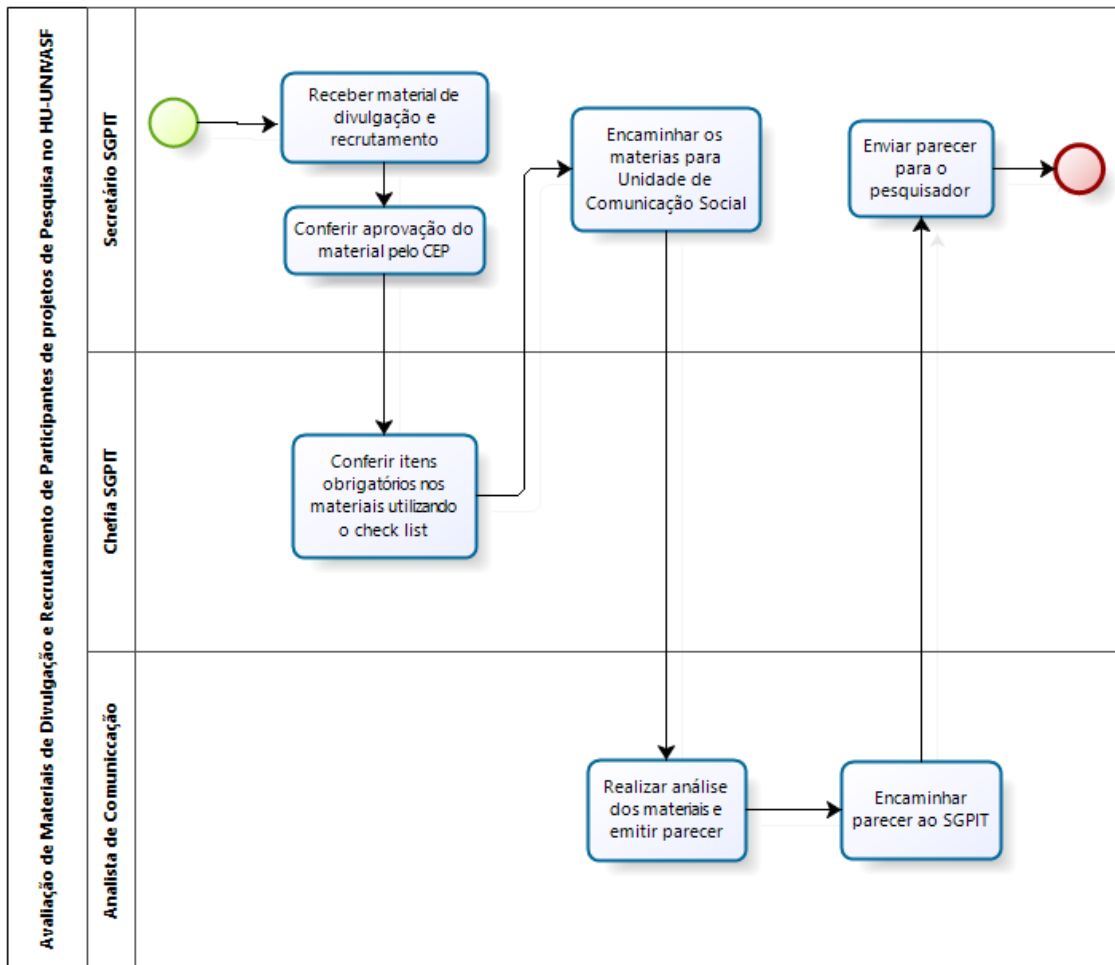 Avaliação de Materiais de Divulgação e Recrutamento de Participantes de projetos de Pesquisa no HU-UNIVASF
Secretário SGPIT
Receber material de
divulgação e
recrutamento
Conferir aprovação do
material pelo CEP
Encaminhar os
materias para
Unidade de
Comunicação Social
Enviar parecer
para o
pesquisador
Chefia SGPIT
Conferir itens
obrigatórios nos
materiais utilizando
o check list
Analista de Comuniccação
Realizar análise
dos materiais e
emitir parecer
Encaminhar
parecer ao SGPIT